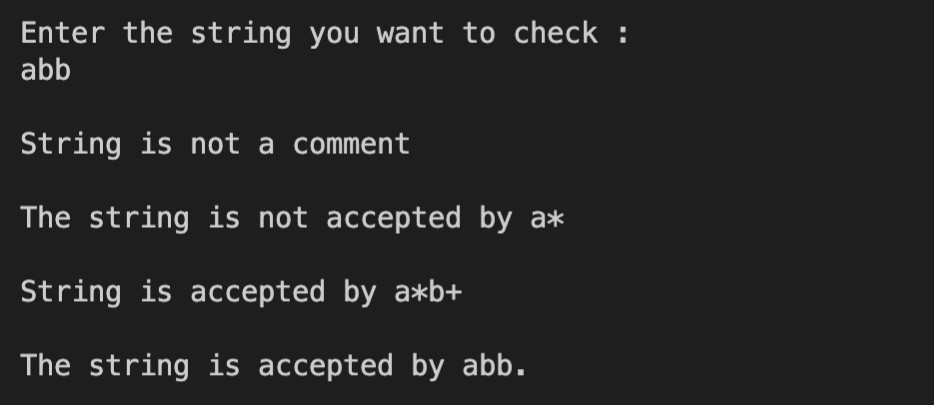 Enter the string you want to check :
abb
String is not a comment
The string is not accepted by a*
String is accepted by a*b+
The string is accepted by abb.